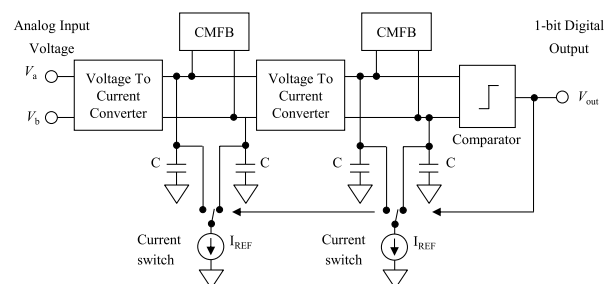 Analog Input
Voltage
CMFB
CMFB
1-bit Digital
Output
Va
Vb
Voltage To
Current
Converter
Voltage To
Current
Converter
Vout
Comparator
C
C
C
C
Current
switch
IREF
Current
switch
IREF